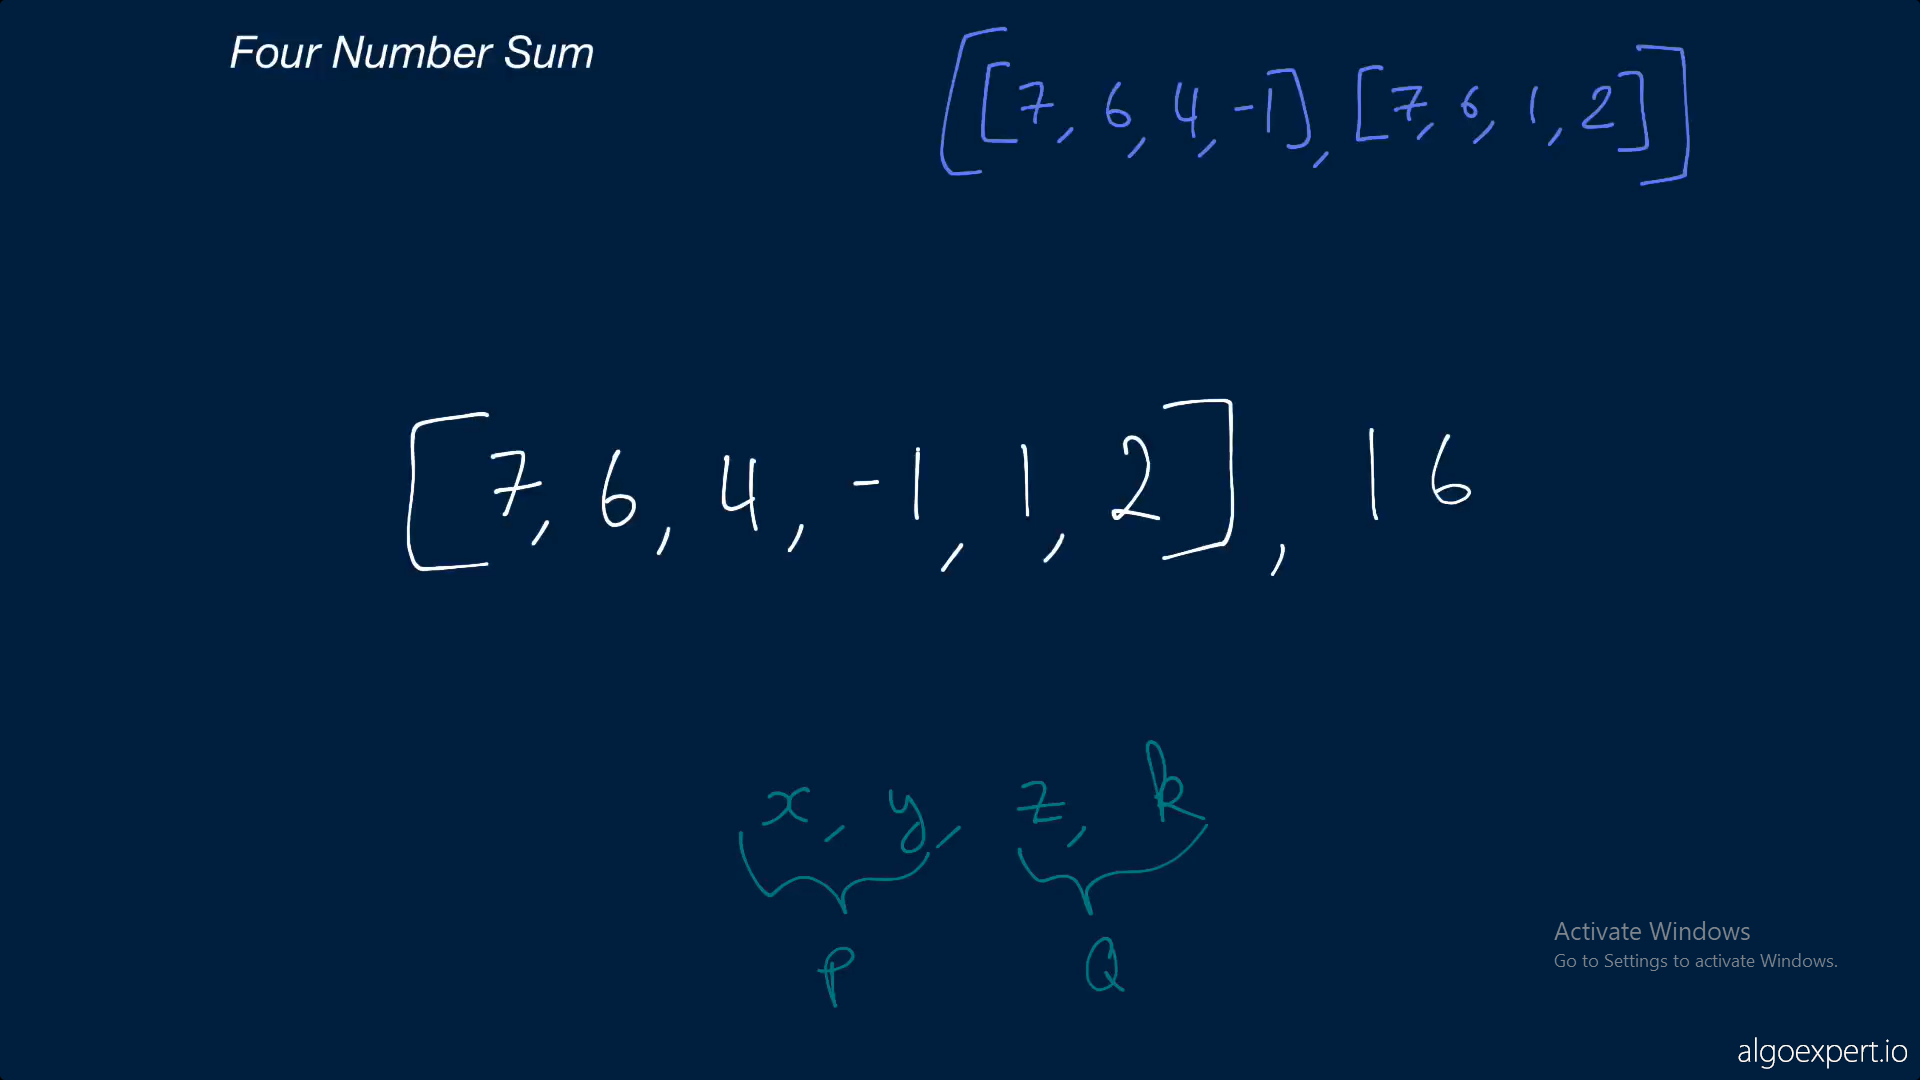 Four Number Sum
[[7, 6, 4, -1], [7, 6, 1, 2]]
[7, 6, 4, -1, 1, 2], 16
x, y, z, k
P Q
Activate Windows
Go to Settings to activate Windows.
algoexpert.io